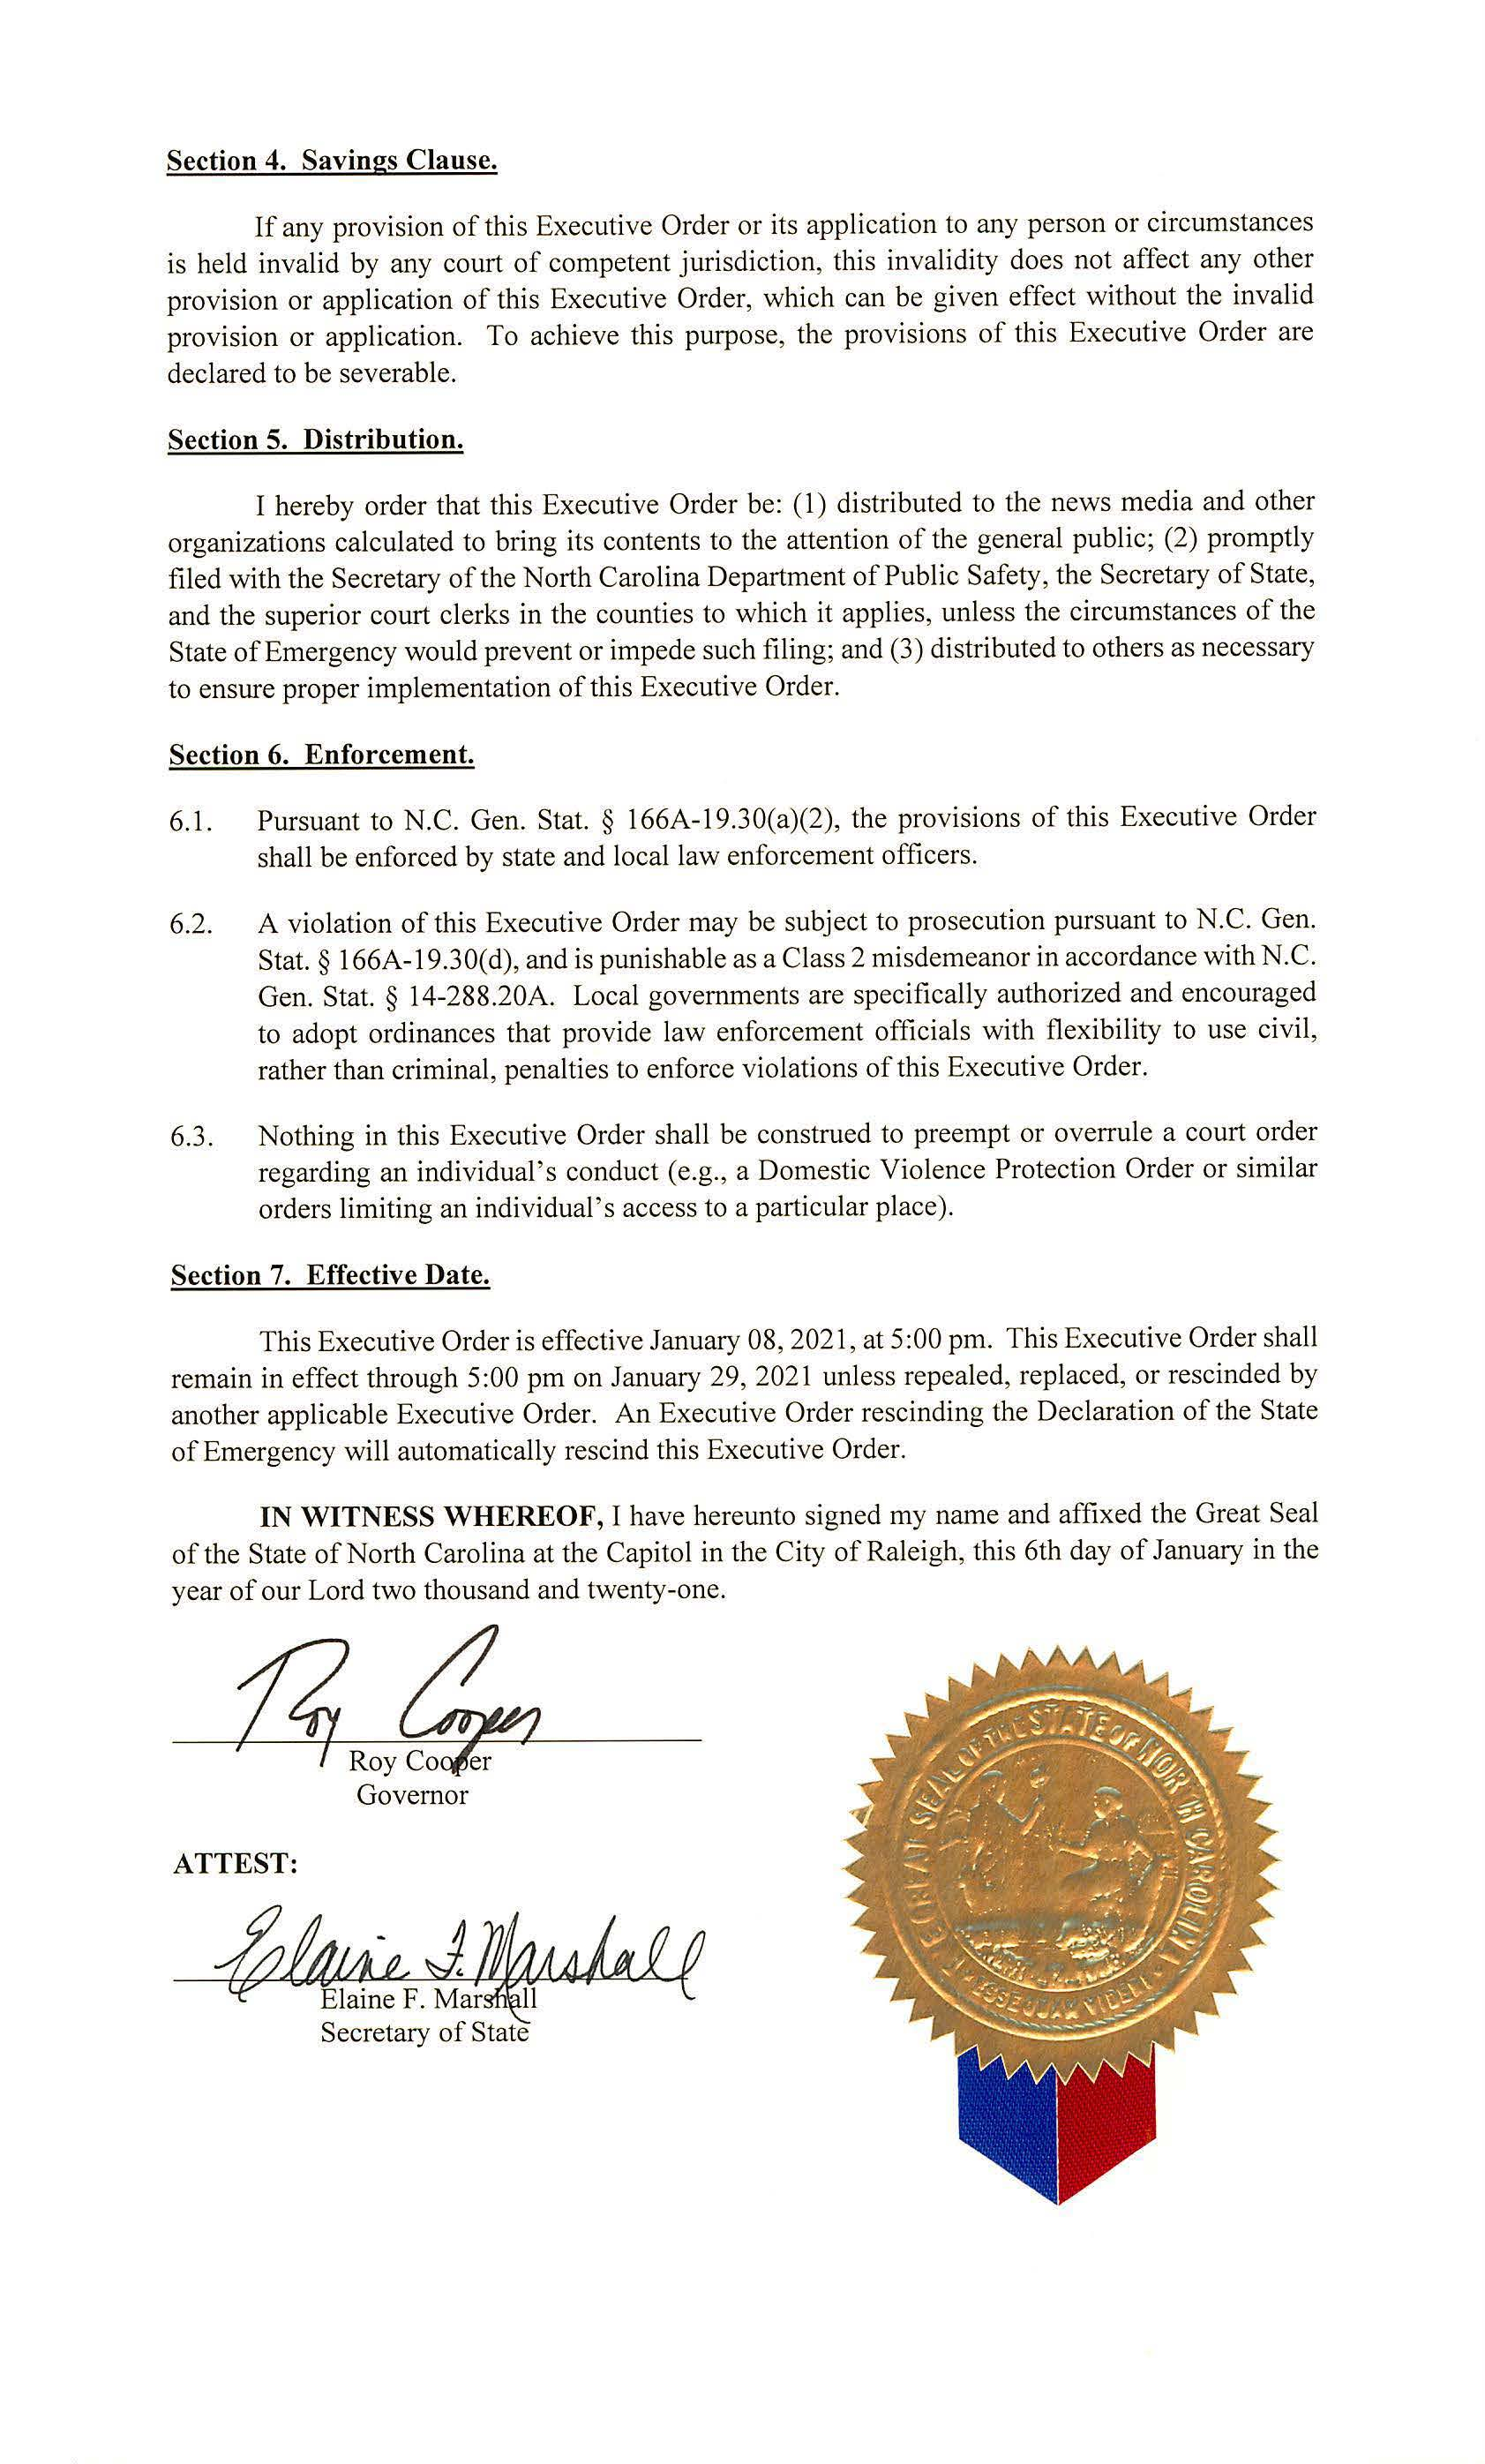 Section 4. Savings Clause.
If any provision of this Executive Order or its application to any person or circumstances
is held invalid by any court of competent jurisdiction, this invalidity does not affect any other
provision or application of this Executive Order, which can be given effect without the invalid
provision or application. To achieve this purpose, the provisions of this Executive Order are
declared to be severable.
Section 5. Distribution.
I hereby order that this Executive Order be: (1) distributed to the news media and other
organizations calculated to bring its contents to the attention of the general public; (2) promptly
filed with the Secretary of the North Carolina Department of Public Safety, the Secretary of State,
and the superior court clerks in the counties to which it applies, unless the circumstances of the
State of Emergency would prevent or impede such filing; and (3) distributed to others as necessary
to ensure proper implementation of this Executive Order.
Section 6. Enforcement.
6.1. Pursuant to N.C. Gen. Stat. § 166A-19.30(a)(2), the provisions of this Executive Order
shall be enforced by state and local law enforcement officers.
6.2. A violation of this Executive Order may be subject to prosecution pursuant to N.C. Gen.
Stat. § 166A-19.30(d), and is punishable as a Class 2 misdemeanor in accordance with N.C.
Gen. Stat. § 14-288.20A. Local governments are specifically authorized and encouraged
to adopt ordinances that provide law enforcement officials with flexibility to use civil,
rather than criminal, penalties to enforce violations of this Executive Order.
6.3. Nothing in this Executive Order shall be construed to preempt or overrule a court order
regarding an individual's conduct (e.g., a Domestic Violence Protection Order or similar
orders limiting an individual's access to a particular place).
Section 7. Effective Date.
This Executive Order is effective January 08, 2021, at 5:00 pm. This Executive Order shall
remain in effect through 5:00 pm on January 29, 2021 unless repealed, replaced, or rescinded by
another applicable Executive Order. An Executive Order rescinding the Declaration of the State
of Emergency will automatically rescind this Executive Order.
IN WITNESS WHEREOF, I have hereunto signed my name and affixed the Great Seal
of the State of North Carolina at the Capitol in the City of Raleigh, this 6th day of January in the
year of our Lord two thousand and twenty-one.
Roy Cooper
Roy Cooper
Governor
ATTEST:
Elaine F. Marshall
Elaine F. Marshall
Secretary of State
GREAT SEAL OF THE STATE OF NORTH CAROLINA
ESSE QUAM VIDERI